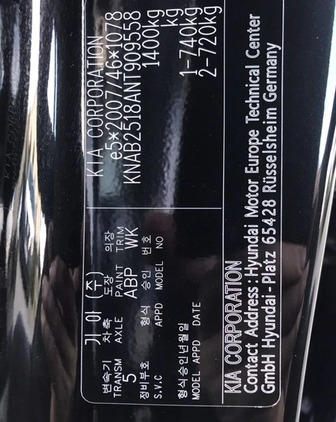 KIA CORPORATION
e5*2007/46*1078
KNAB2518ANT909558
1400kg
kg
1-740kg
2-720kg
기아 (주)
변속기 차축 도장 의장
TRANSM AXLE PAINT TRIM
5 ABP WK
정비부호 형식 승인 번호
S.V.C APPD MODEL NO
형식승인년월일
MODEL APPD DATE
KIA CORPORATION
Contact Address : Hyundai Motor Europe Technical Center
GmbH Hyundai - Platz 65428 Rüsselsheim Germany